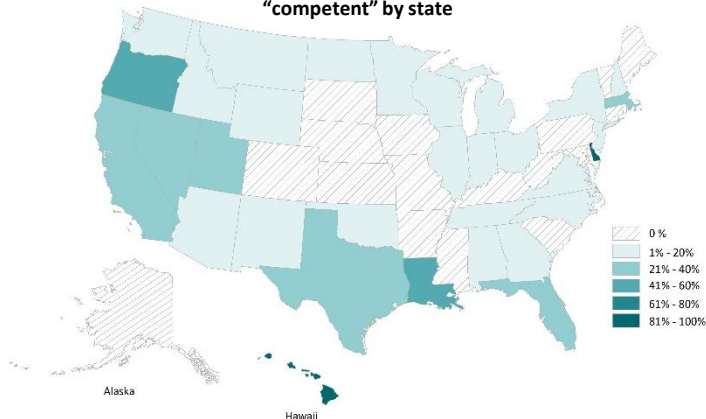 “competent” by state
0 %
1% - 20%
21% - 40%
41% - 60%
61% - 80%
81% - 100%
Alaska
Hawaii